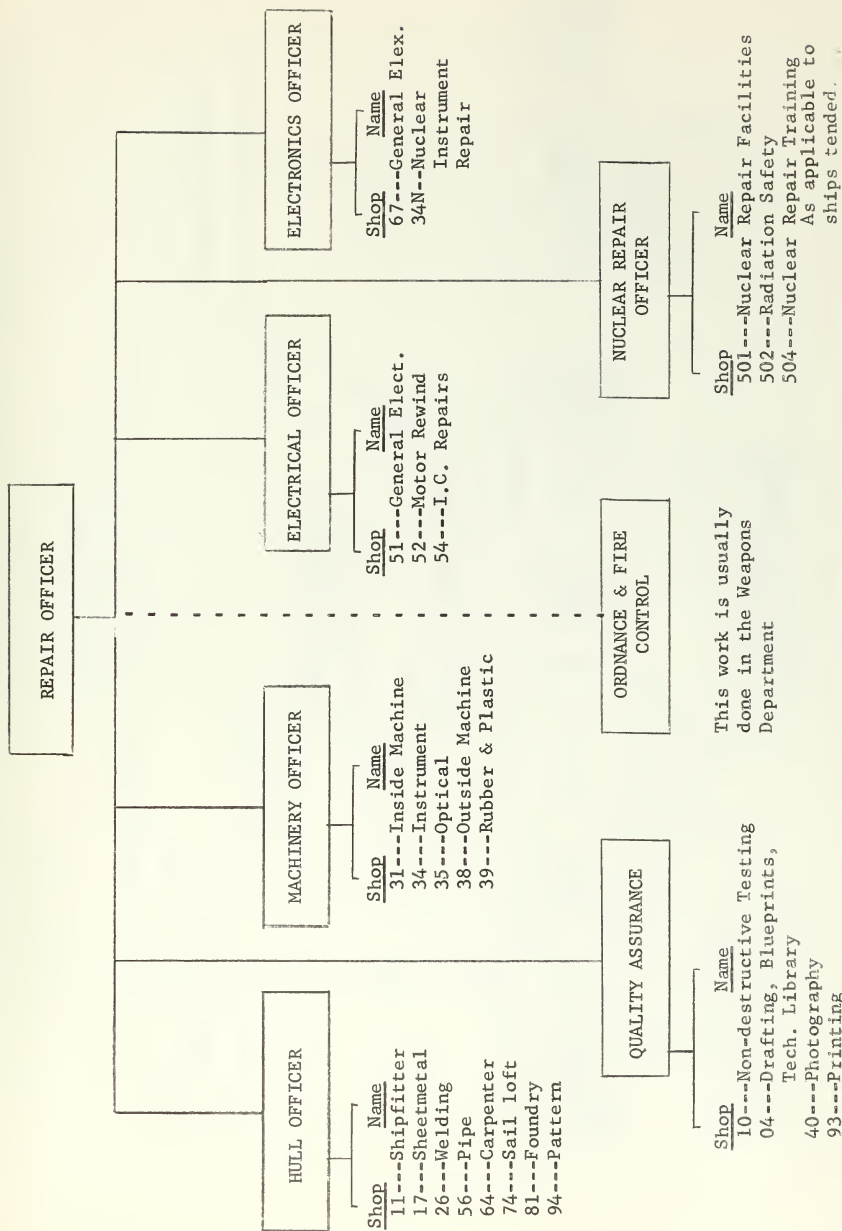 REPAIR OFFICER
HULL OFFICER
Shop Name
11---Shipfitter
17---Sheetmetal
26---Welding
56---Pipe
64---Carpenter
74---Sail loft
81---Foundry
94---Pattern
MACHINERY OFFICER
Shop Name
31---Inside Machine
34---Instrument
35---Optical
38---Outside Machine
39---Rubber & Plastic
ELECTRICAL OFFICER
Shop Name
51---General Elect.
52---Motor Rewind
54---I.C. Repairs
ELECTRONICS OFFICER
Shop Name
67---General Elex.
34N--Nuclear
Instrument
Repair
QUALITY ASSURANCE
Shop Name
10---Non-destructive Testing
04---Drafting, Blueprints,
Tech. Library
40---Photography
93---Printing
ORDNANCE & FIRE
CONTROL
This work is usually
done in the Weapons
Department
NUCLEAR REPAIR
OFFICER
Shop Name
501---Nuclear Repair Facilities
502---Radiation Safety
504---Nuclear Repair Training
As applicable to
ships tended.